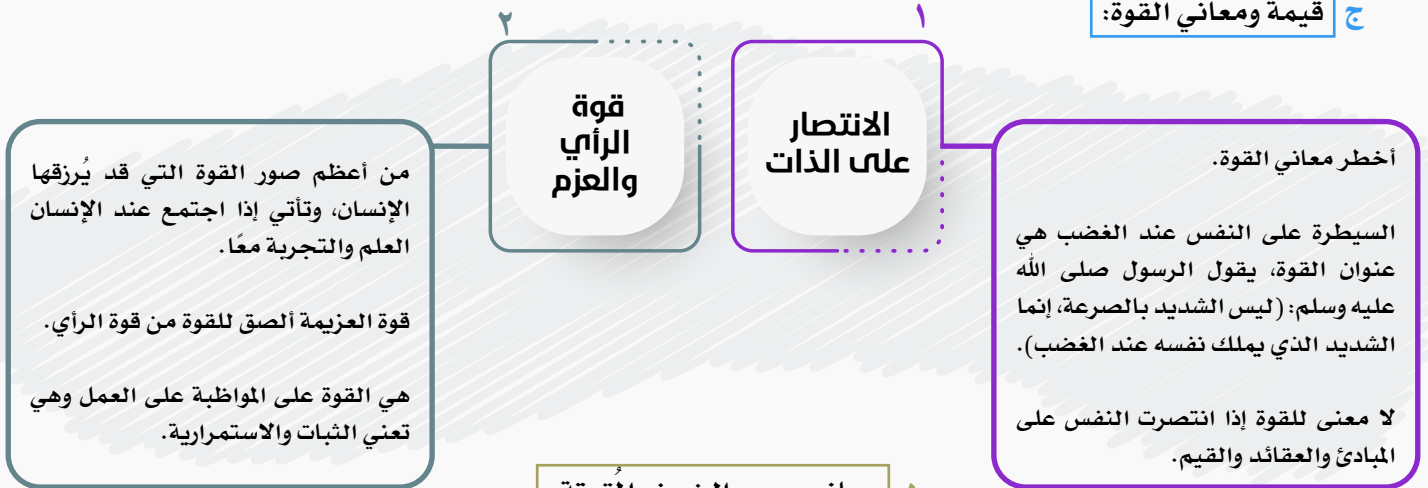 ج قيمة ومعاني القوة:
١
الانتصار
على الذات
أخطر معاني القوة.
السيطرة على النفس عند الغضب هي
عنوان القوة، يقول الرسول صلى الله
عليه وسلم: (ليس الشديد بالصرعة، إنما
الشديد الذي يملك نفسه عند الغضب).
لا معنى للقوة إذا انتصرت النفس على
المبادئ والعقائد والقيم.
٢
قوة
الرأي
والعزم
من أعظم صور القوة التي قد يُرزقها
الإنسان، وتأتي إذا اجتمع عند الإنسان
العلم والتجربة معًا.
قوة العزيمة ألصق للقوة من قوة الرأي.
هي القوة على المواظبة على العمل وهي
تعني الثبات والاستمرارية.